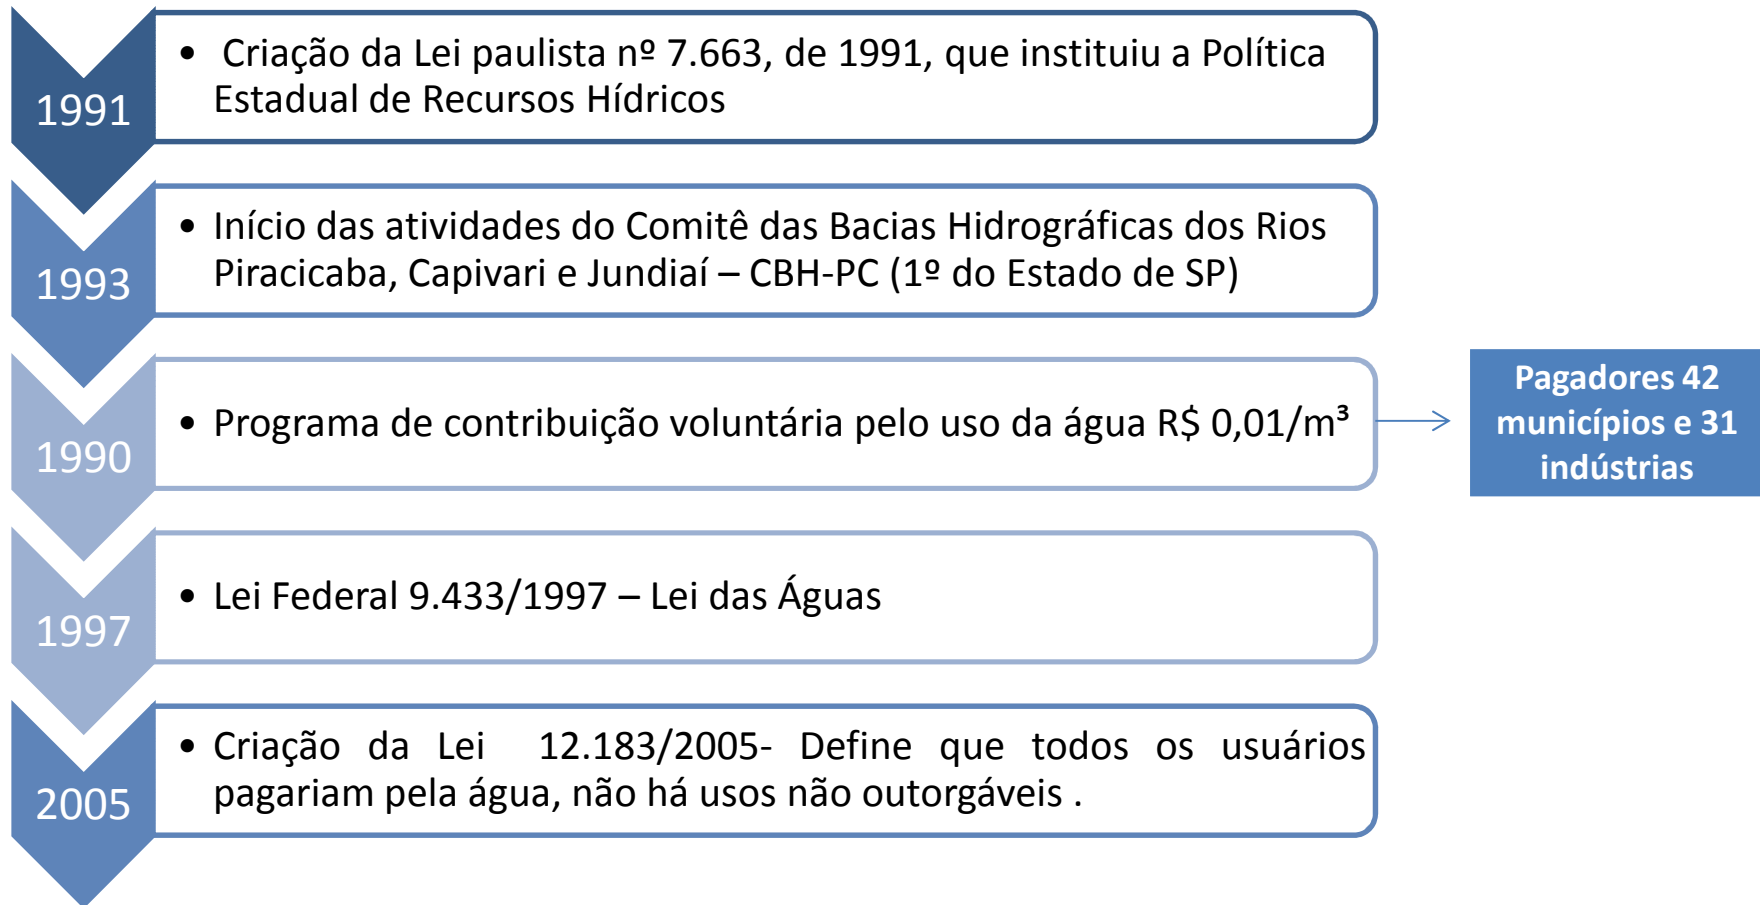 1991
• Criação da Lei paulista nº 7.663, de 1991, que instituiu a Política
Estadual de Recursos Hídricos
1993
• Início das atividades do Comitê das Bacias Hidrográficas dos Rios
Piracicaba, Capivari e Jundiaí – CBH-PC (1º do Estado de SP)
1990
• Programa de contribuição voluntária pelo uso da água R$ 0,01/m³
Pagadores 42
municípios e 31
indústrias
1997
• Lei Federal 9.433/1997 – Lei das Águas
2005
• Criação da Lei 12.183/2005- Define que todos os usuários
pagariam pela água, não há usos não outorgáveis .